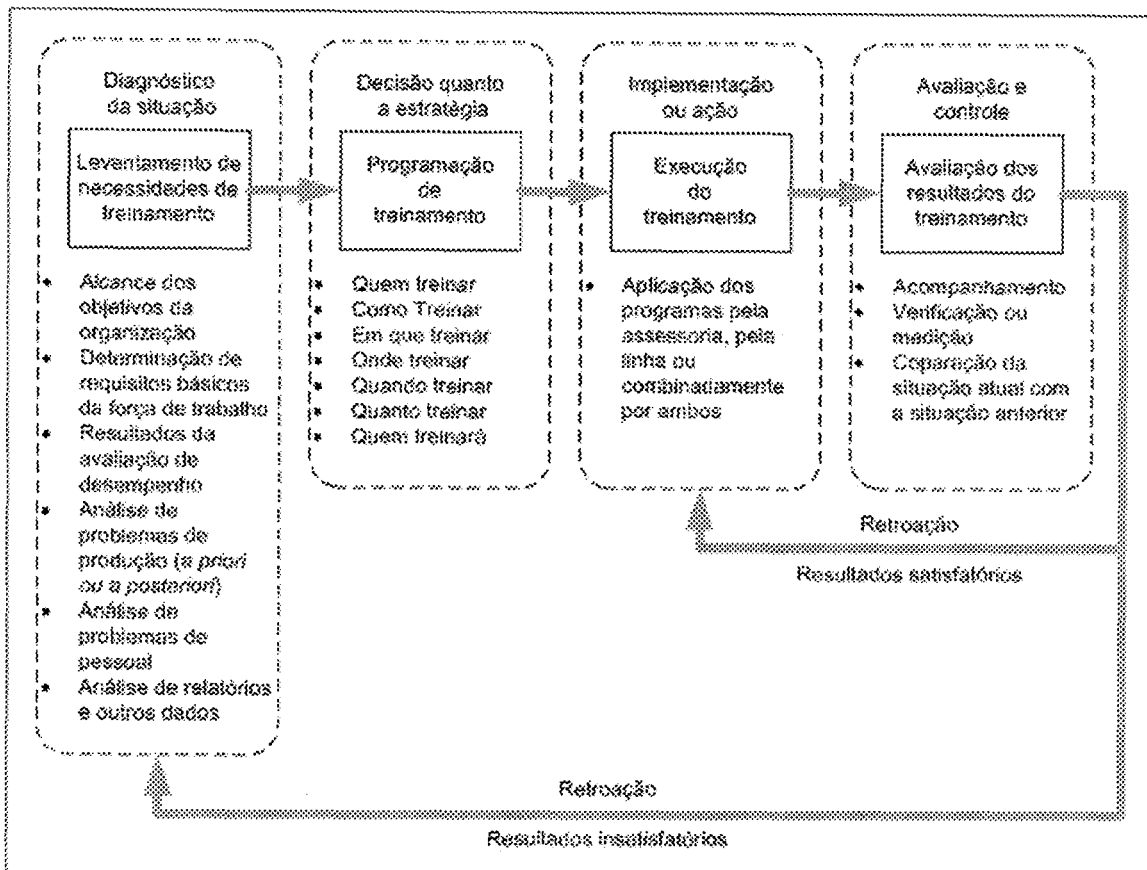 Diagnóstico
da situação
Levantamento de
necessidades de
treinamento
• Alcance dos
objetivos da
organização
• Determinação de
requisitos básicos
da força de trabalho
• Resultados da
avaliação de
desempenho
• Análise de
problemas de
produção (a priori
ou a posteriori)
• Análise de
problemas de
pessoal
• Análise de relatórios
e outros dados
Decisão quanto
a estratégia
Programação
de
treinamento
• Quem treinar
• Como Treinar
• Em que treinar
• Onde treinar
• Quando treinar
• Quanto treinar
• Quem treinará
Implementação
ou ação
Execução
do
treinamento
• Aplicação dos
programas pela
assessoria, pela
linha ou
combinadamente
por ambos
Avaliação e
controle
Avaliação dos
resultados do
treinamento
• Acompanhamento
• Verificação ou
medição
• Coparação da
situação atual com
a situação anterior
Retroação
Resultados satisfatórios
Retroação
Resultados insatisfatórios